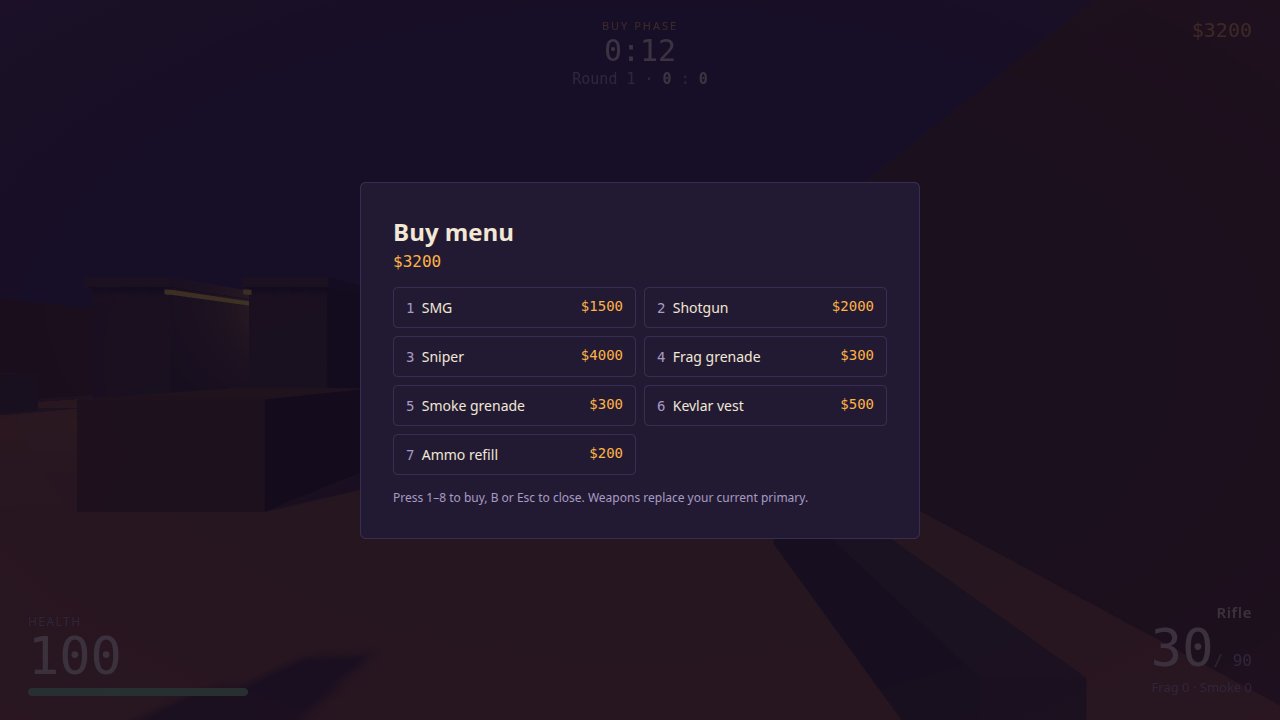 BUY PHASE
0:12
Round 1 · 0 : 0
$3200
Buy menu
$3200
1 SMG $1500
2 Shotgun $2000
3 Sniper $4000
4 Frag grenade $300
5 Smoke grenade $300
6 Kevlar vest $500
7 Ammo refill $200
Press 1–8 to buy, B or Esc to close. Weapons replace your current primary.
HEALTH
100
Rifle
30 / 90
Frag 0 · Smoke 0